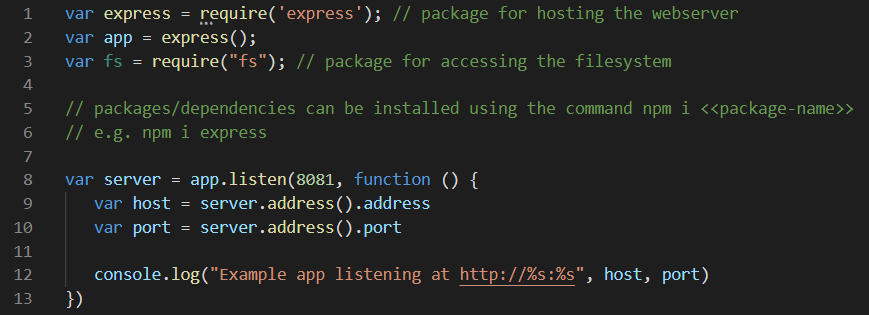 1 var express = require('express'); // package for hosting the webserver
2 var app = express();
3 var fs = require("fs"); // package for accessing the filesystem
4
5 // packages/dependencies can be installed using the command npm i <<package-name>>
6 // e.g. npm i express
7
8 var server = app.listen(8081, function () {
9    var host = server.address().address
10    var port = server.address().port
11
12    console.log("Example app listening at http://%s:%s", host, port)
13 })